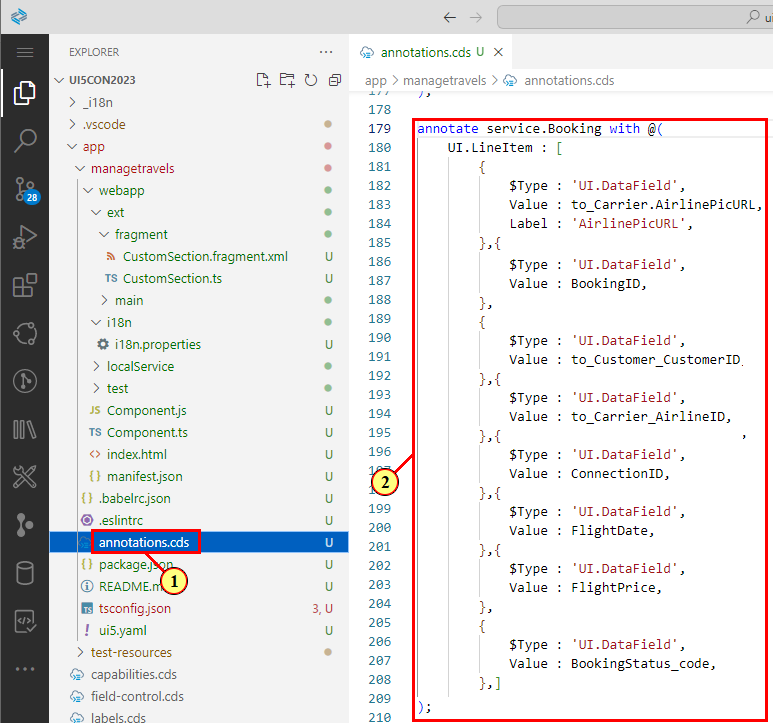 un
EXPLORER
...
annotations.cds U
UI5CON2023
app > managetravels > annotations.cds
_i18n
.vscode
app
managetravels
webapp
ext
fragment
CustomSection.fragment.xml U
TS CustomSection.ts U
main
i18n
i18n.properties U
localService
test
JS Component.js U
TS Component.ts U
<> index.html U
{ } manifest.json U
{ } .babelrc.json U
.eslintrc U
annotations.cds U
{ } package.json U
README.m U
TS tsconfig.json 3, U
! ui5.yaml U
test-resources
capabilities.cds
field-control.cds
labels.cds
28
1
2
177 );
178
179 annotate service.Booking with @(
180 UI.LineItem : [
181 {
182 $Type : 'UI.DataField',
183 Value : to_Carrier.AirlinePicURL,
184 Label : 'AirlinePicURL',
185 },{
186 $Type : 'UI.DataField',
187 Value : BookingID,
188 },
189 {
190 $Type : 'UI.DataField',
191 Value : to_Customer_CustomerID,
192 },{
193 $Type : 'UI.DataField',
194 Value : to_Carrier_AirlineID,
195 },{ ,
196 $Type : 'UI.DataField',
197 Value : ConnectionID,
},{
199 $Type : 'UI.DataField',
200 Value : FlightDate,
201 },{
202 $Type : 'UI.DataField',
203 Value : FlightPrice,
204 },
205 {
206 $Type : 'UI.DataField',
207 Value : BookingStatus_code,
208 },]
209 );
210